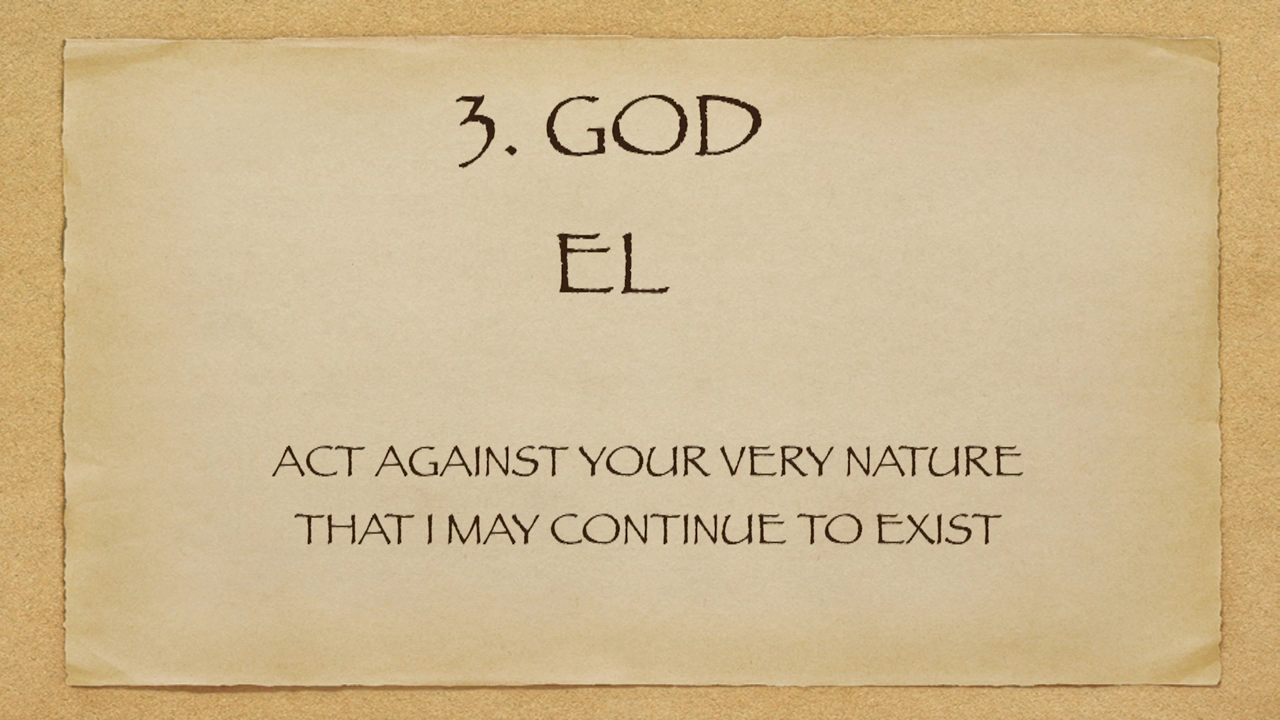 3. GOD
EL
ACT AGAINST YOUR VERY NATURE
THAT I MAY CONTINUE TO EXIST